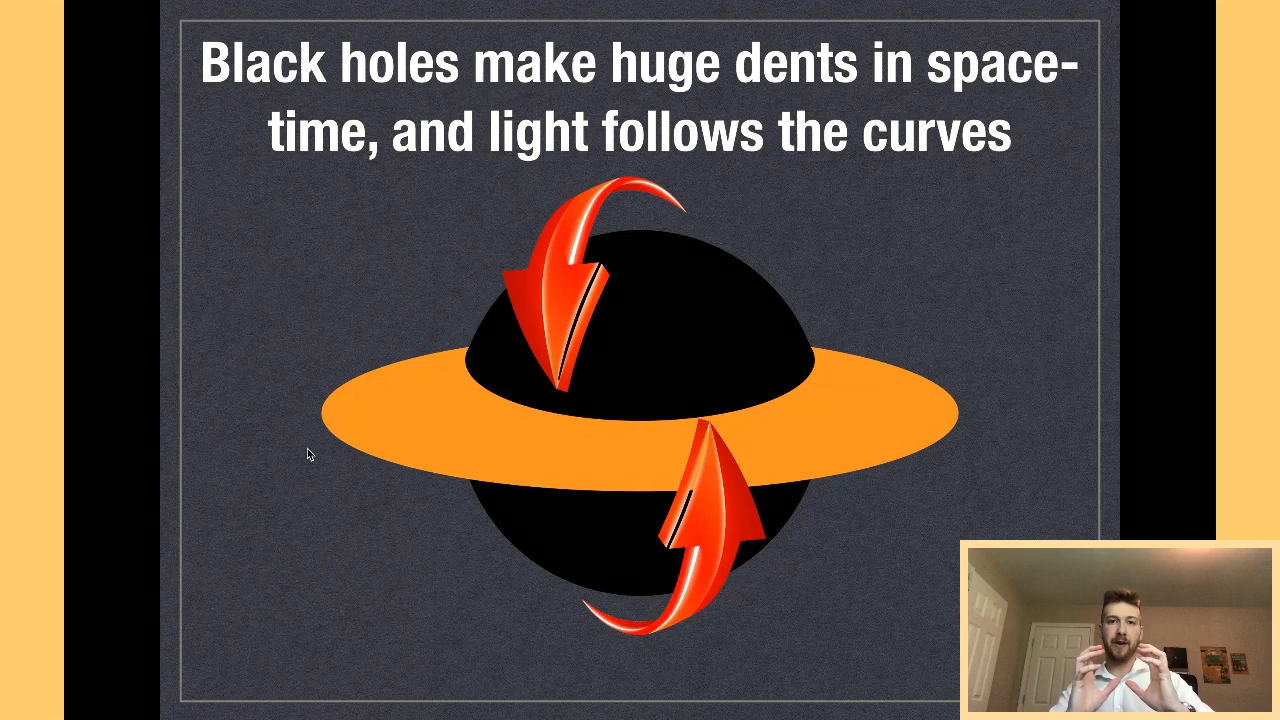 Black holes make huge dents in space-
time, and light follows the curves